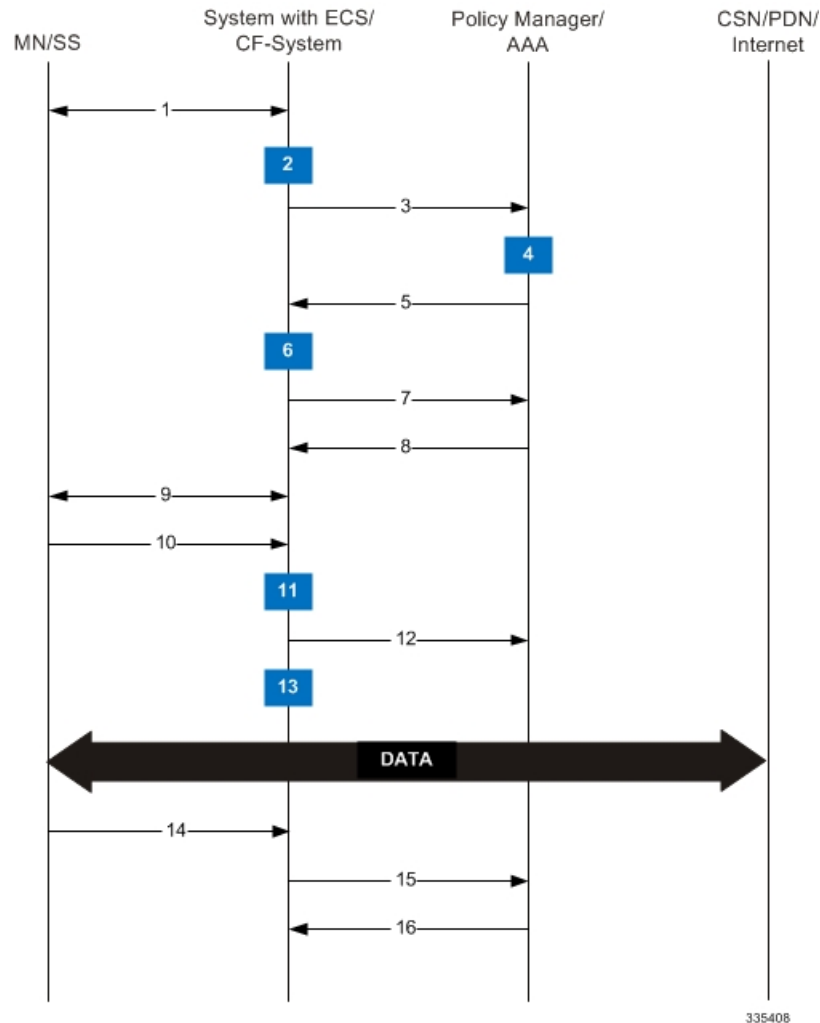 MN/SS
System with ECS/
CF-System
Policy Manager/
AAA
CSN/PDN/
Internet
1
2
3
4
5
6
7
8
9
10
11
12
13
DATA
14
15
16
335408